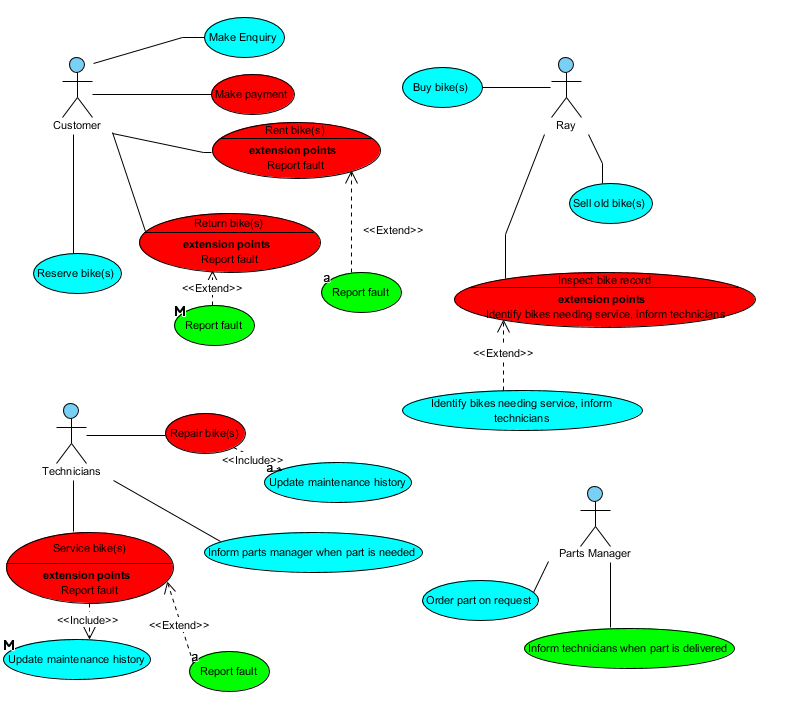 Make Enquiry
Customer
Make payment
Rent bike(s)
extension points
Report fault
Return bike(s)
extension points
Report fault
<<Extend>>
Reserve bike(s)
<<Extend>>
a
Report fault
M
Report fault
Buy bike(s)
Ray
Sell old bike(s)
Inspect bike record
extension points
Identify bikes needing service, inform technicians
<<Extend>>
Identify bikes needing service, inform
technicians
Technicians
Repair bike(s)
<<Include>>
a
Update maintenance history
Service bike(s)
extension points
Report fault
Inform parts manager when part is needed
<<Include>>
<<Extend>>
M
Update maintenance history
a
Report fault
Parts Manager
Order part on request
Inform technicians when part is delivered